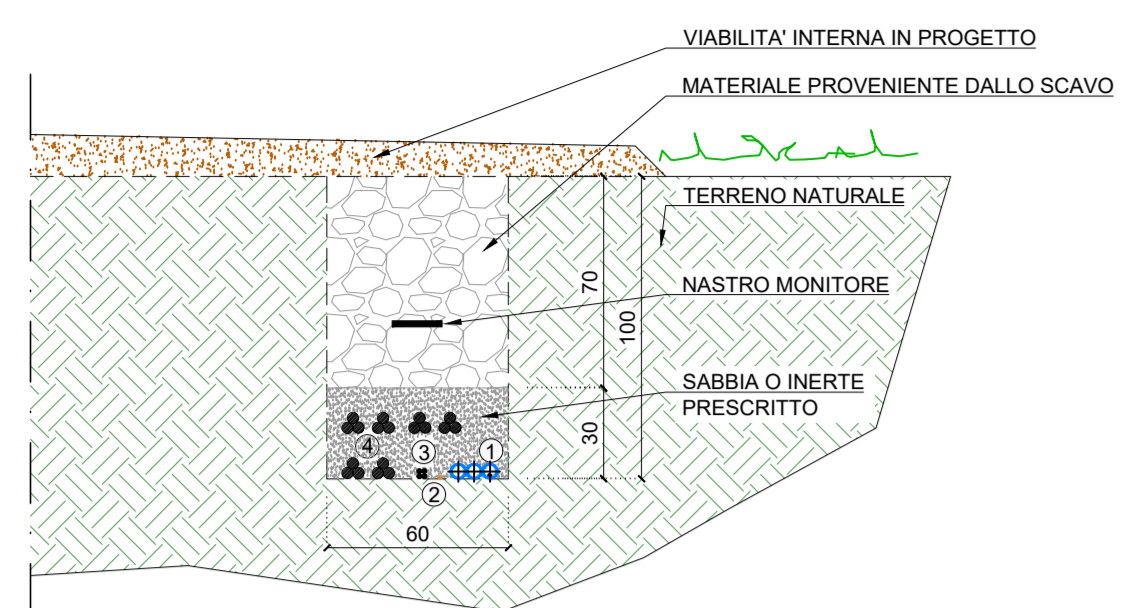 VIABILITA' INTERNA IN PROGETTO
MATERIALE PROVENIENTE DALLO SCAVO
TERRENO NATURALE
70
NASTRO MONITORE
100
SABBIA O INERTE
PRESCRITTO
30
4
3
1
2
60